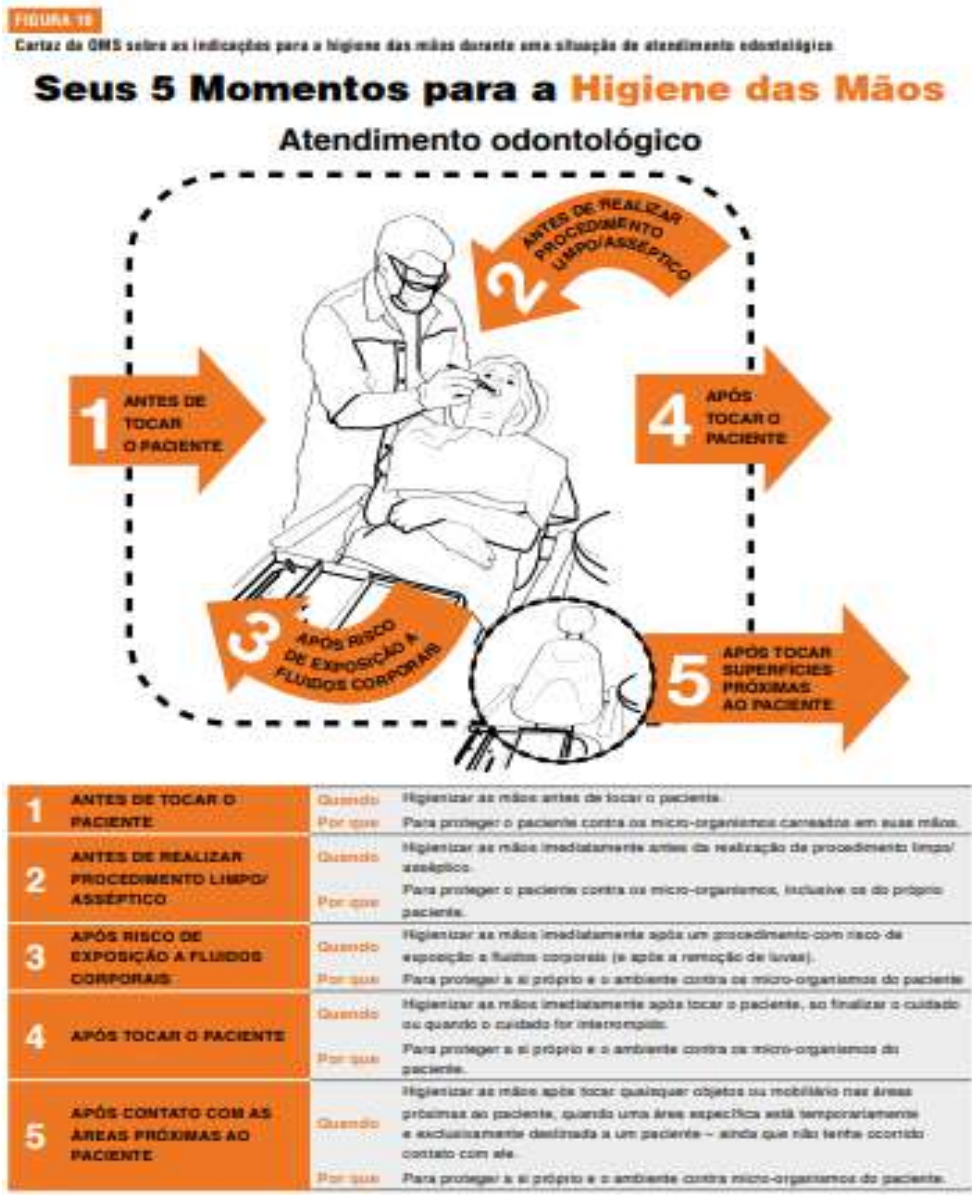 FIGURA 10
Cartaz da OMS sobre as indicações para a higiene das mãos durante uma situação de atendimento odontológico
Seus 5 Momentos para a Higiene das Mãos
Atendimento odontológico
1
ANTES DE
TOCAR
O PACIENTE
2
ANTES DE REALIZAR
PROCEDIMENTO
LIMPO/ASSÉPTICO
3
APÓS RISCO
DE EXPOSIÇÃO A
FLUIDOS CORPORAIS
4
APÓS
TOCAR O
PACIENTE
5
APÓS TOCAR
SUPERFÍCIES
PRÓXIMAS
AO PACIENTE
1 ANTES DE TOCAR O
PACIENTE
Quando Higienizar as mãos antes de tocar o paciente.
Por que Para proteger o paciente contra os micro-organismos carreados em suas mãos.
2 ANTES DE REALIZAR
PROCEDIMENTO LIMPO/
ASSÉPTICO
Quando Higienizar as mãos imediatamente antes da realização de procedimento limpo/
asséptico.
Por que Para proteger o paciente contra os micro-organismos, inclusive os do próprio
paciente.
3 APÓS RISCO DE
EXPOSIÇÃO A FLUIDOS
CORPORAIS
Quando Higienizar as mãos imediatamente após um procedimento com risco de
exposição a fluidos corporais (e após a remoção de luvas).
Por que Para proteger a si próprio e o ambiente contra os micro-organismos do paciente
4 APÓS TOCAR O PACIENTE
Quando Higienizar as mãos imediatamente após tocar o paciente, ao finalizar o cuidado
ou quando o cuidado for interrompido.
Por que Para proteger a si próprio e o ambiente contra os micro-organismos do
paciente.
5 APÓS CONTATO COM AS
ÁREAS PRÓXIMAS AO
PACIENTE
Quando Higienizar as mãos após tocar quaisquer objetos ou mobiliário nas áreas
próximas ao paciente, quando uma área específica está temporariamente
e exclusivamente destinada a um paciente – ainda que não tenha ocorrido
contato com ele.
Por que Para proteger a si próprio e o ambiente contra micro-organismos do paciente.